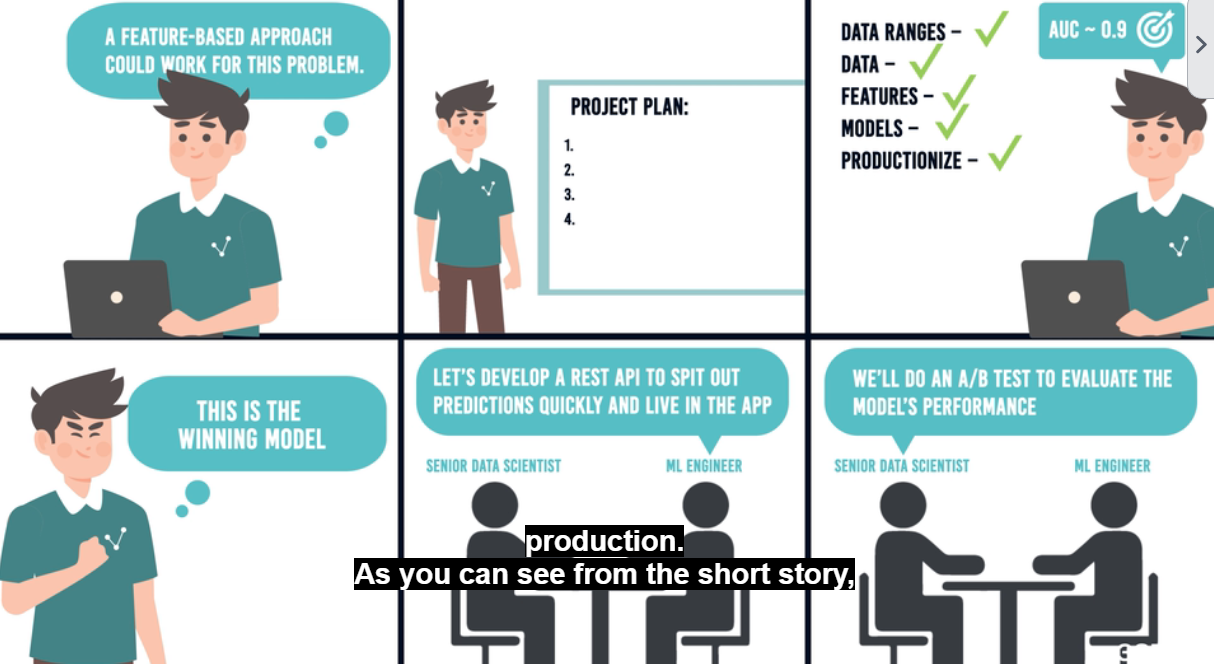 A FEATURE-BASED APPROACH
COULD WORK FOR THIS PROBLEM.
PROJECT PLAN:
1.
2.
3.
4.
DATA RANGES –
DATA –
FEATURES –
MODELS –
PRODUCTIONIZE –
AUC ~ 0.9
THIS IS THE
WINNING MODEL
LET'S DEVELOP A REST API TO SPIT OUT
PREDICTIONS QUICKLY AND LIVE IN THE APP
SENIOR DATA SCIENTIST
ML ENGINEER
WE'LL DO AN A/B TEST TO EVALUATE THE
MODEL'S PERFORMANCE
SENIOR DATA SCIENTIST
ML ENGINEER
production.
As you can see from the short story,